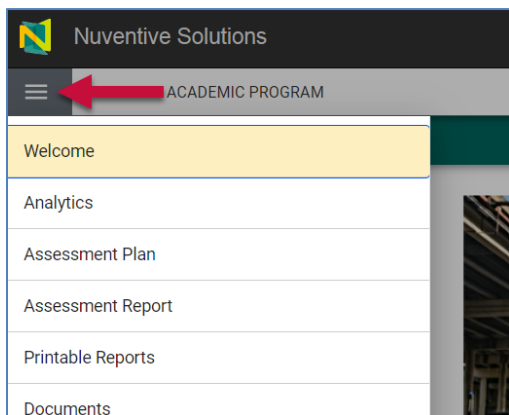 Nuventive Solutions
ACADEMIC PROGRAM
Welcome
Analytics
Assessment Plan
Assessment Report
Printable Reports
Documents